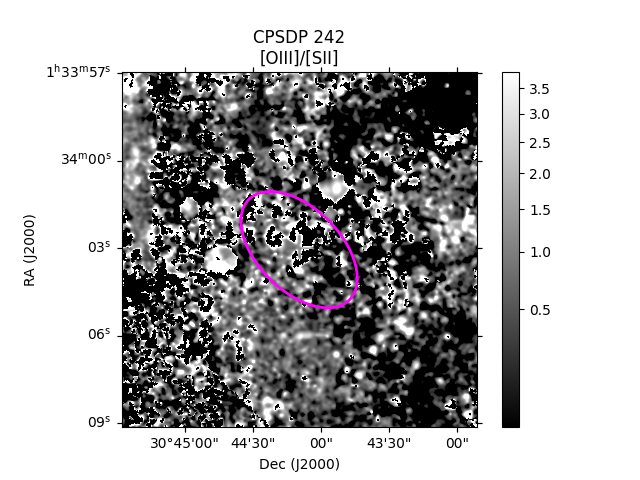 CPSDP 242
[OIII]/[SII]
1ʰ33ᵐ57ˢ
34ᵐ00ˢ
03ˢ
06ˢ
09ˢ
RA (J2000)
30°45'00" 44'30" 00" 43'30" 00"
Dec (J2000)
3.5
3.0
2.5
2.0
1.5
1.0
0.5